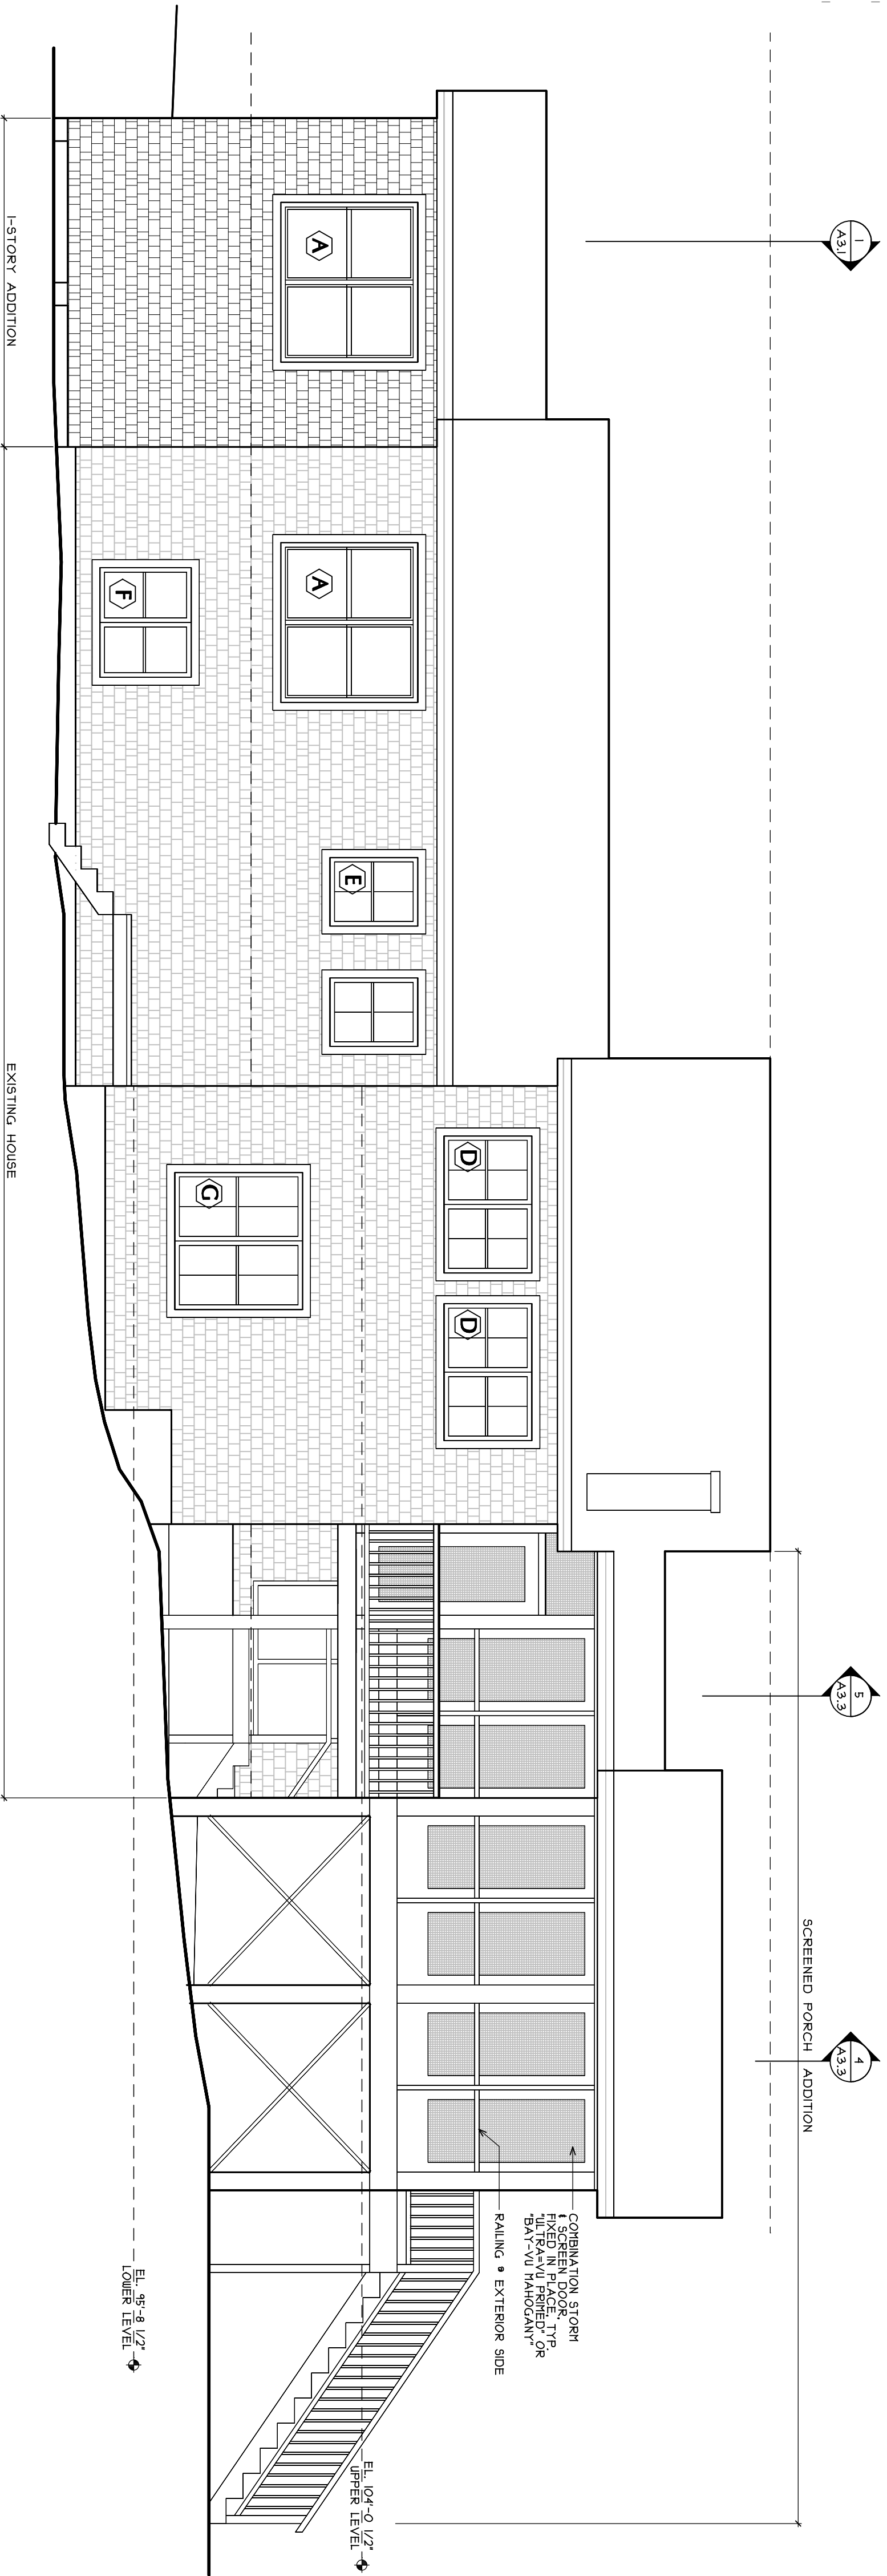 1
A3.1
5
A3.3
4
A3.3
SCREENED PORCH ADDITION
COMBINATION STORM
& SCREEN DOOR,
FIXED IN PLACE, TYP.
"ULTRA-VU PRIMED" OR
"BAY-VU MAHOGANY"
RAILING @ EXTERIOR SIDE
A
A
F
E
D
D
G
EL. 104'-0 1/2"
UPPER LEVEL
EL. 95'-8 1/2"
LOWER LEVEL
1-STORY ADDITION
EXISTING HOUSE